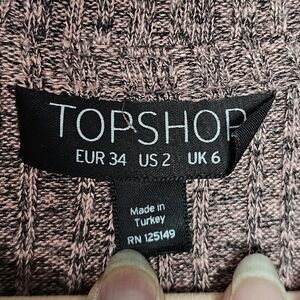 TOPSHOP
EUR 34 US 2 UK 6
Made in
Turkey
RN 125149